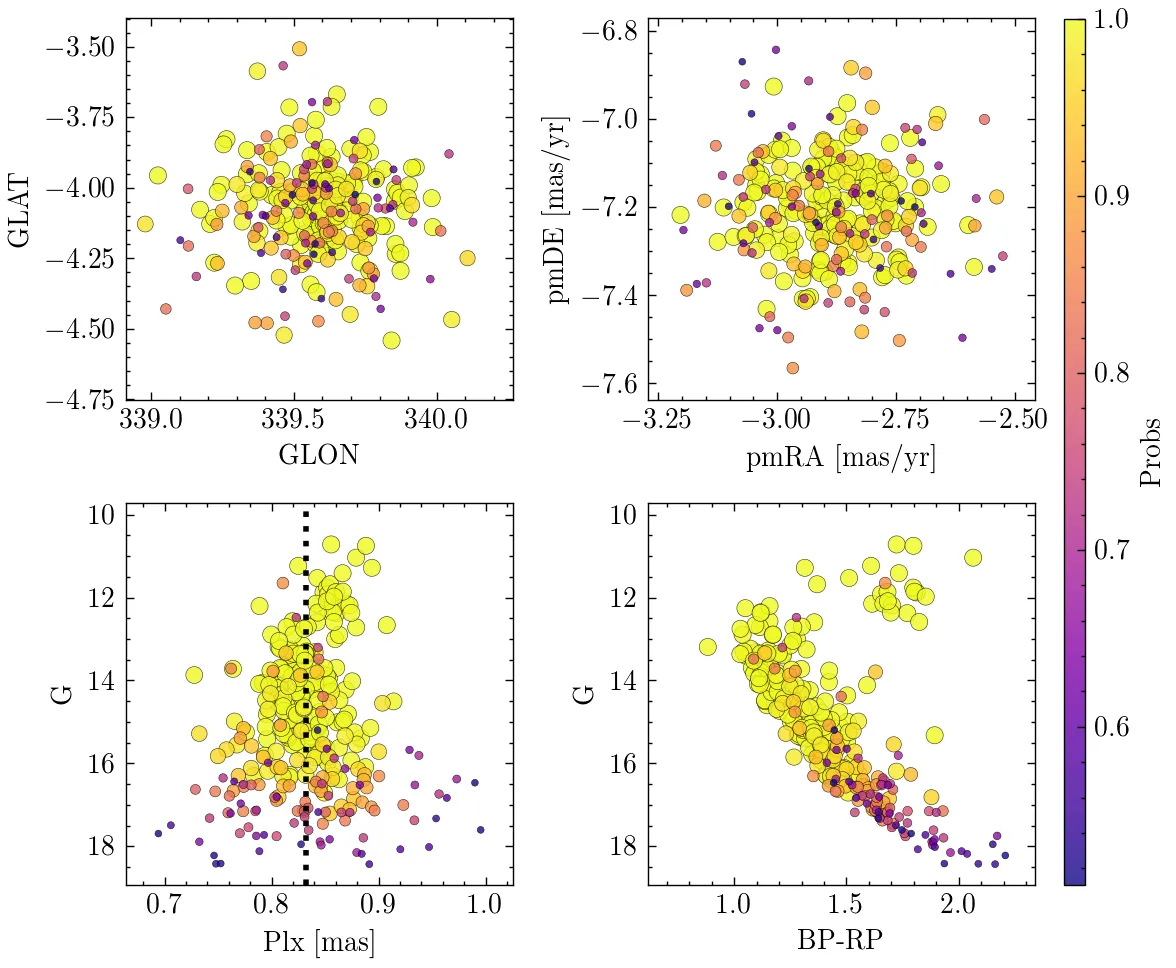 −3.50
−3.75
−4.00
−4.25
−4.50
−4.75
GLAT
339.0 339.5 340.0
GLON
−6.8
−7.0
−7.2
−7.4
−7.6
pmDE [mas/yr]
−3.25 −3.00 −2.75 −2.50
pmRA [mas/yr]
10
12
14
16
18
G
0.7 0.8 0.9 1.0
Plx [mas]
10
12
14
16
18
G
1.0 1.5 2.0
BP-RP
1.0
0.9
0.8
0.7
0.6
Probs